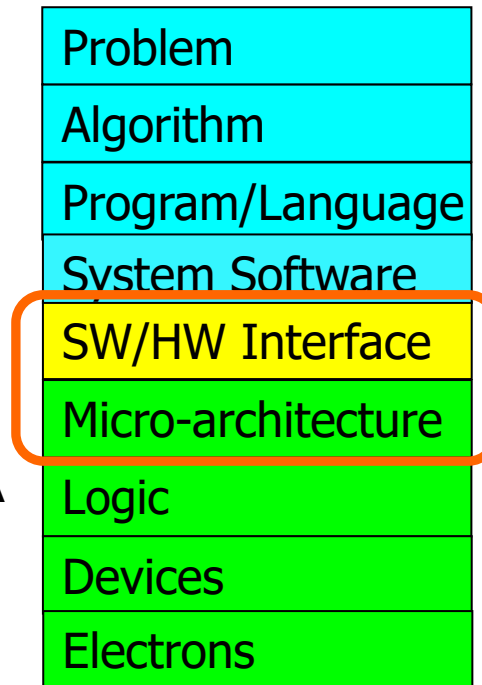 Problem
Algorithm
Program/Language
System Software
SW/HW Interface
Micro-architecture
Logic
Devices
Electrons